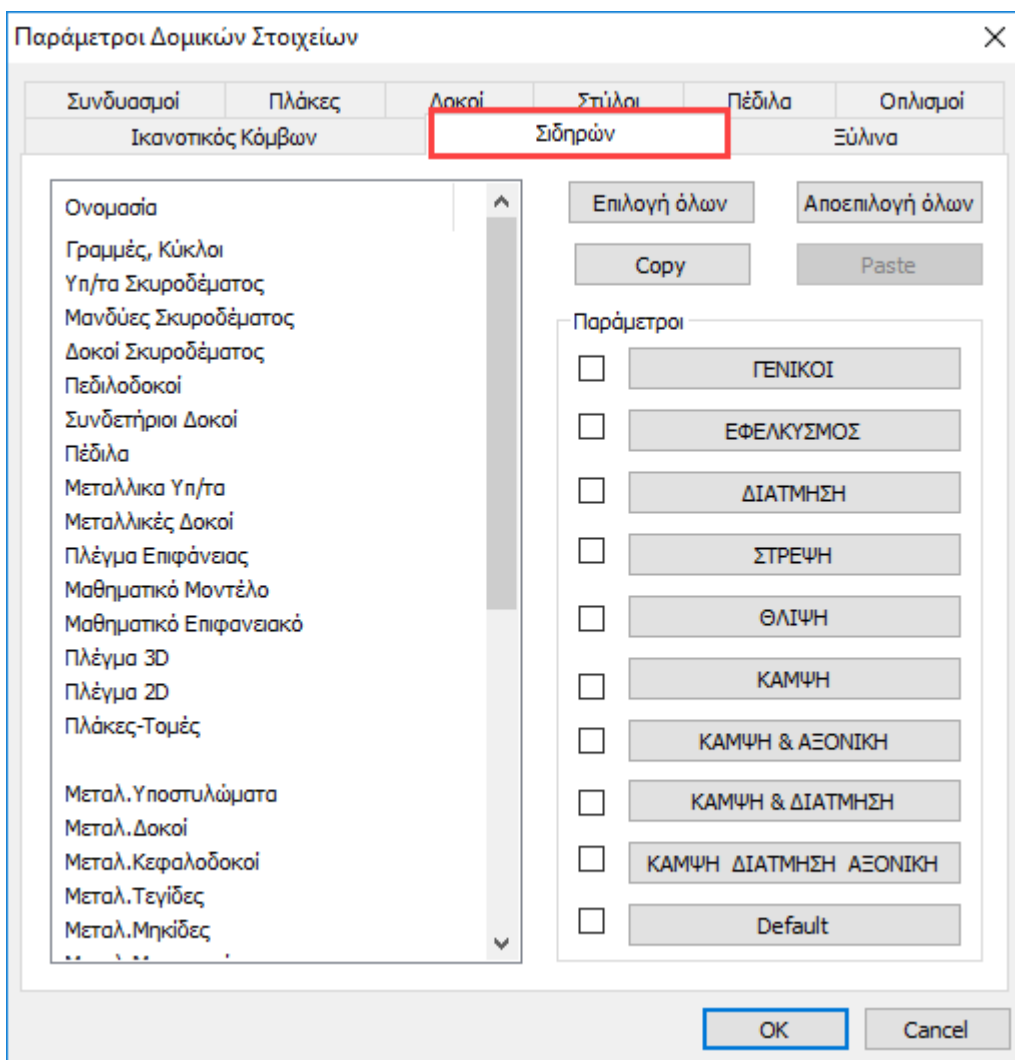 Παράμετροι Δομικών Στοιχείων
Συνδυασμοί Πλάκες Δοκοί Στύλοι Πέδιλα Οπλισμοί
Ικανοτικός Κόμβων Σιδηρών Ξύλινα
Ονομασία
Γραμμές, Κύκλοι
Υπ/τα Σκυροδέματος
Μανδύες Σκυροδέματος
Δοκοί Σκυροδέματος
Πεδιλοδοκοί
Συνδετήριοι Δοκοί
Πέδιλα
Μεταλλικα Υπ/τα
Μεταλλικές Δοκοί
Πλέγμα Επιφάνειας
Μαθηματικό Μοντέλο
Μαθηματικό Επιφανειακό
Πλέγμα 3D
Πλέγμα 2D
Πλάκες-Τομές
Μεταλ.Υποστυλώματα
Μεταλ.Δοκοί
Μεταλ.Κεφαλοδοκοί
Μεταλ.Τεγίδες
Μεταλ.Μηκίδες
Επιλογή όλων Αποεπιλογή όλων
Copy Paste
Παράμετροι
ΓΕΝΙΚΟΙ
ΕΦΕΛΚΥΣΜΟΣ
ΔΙΑΤΜΗΣΗ
ΣΤΡΕΨΗ
ΘΛΙΨΗ
ΚΑΜΨΗ
ΚΑΜΨΗ & ΑΞΟΝΙΚΗ
ΚΑΜΨΗ & ΔΙΑΤΜΗΣΗ
ΚΑΜΨΗ ΔΙΑΤΜΗΣΗ ΑΞΟΝΙΚΗ
Default
OK Cancel